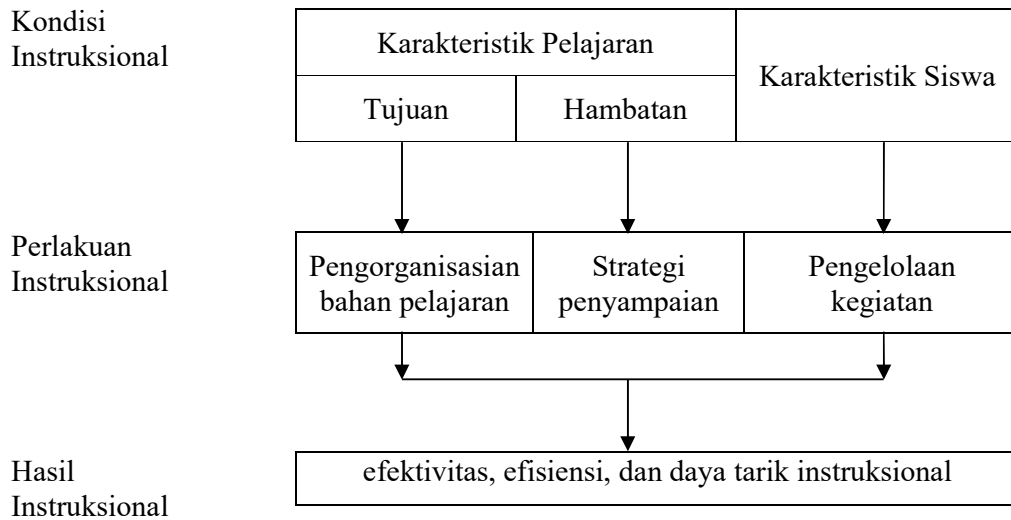 Kondisi
Instruksional
Karakteristik Pelajaran
Karakteristik Siswa
Tujuan
Hambatan
Perlakuan
Instruksional
Pengorganisasian
bahan pelajaran
Strategi
penyampaian
Pengelolaan
kegiatan
Hasil
Instruksional
efektivitas, efisiensi, dan daya tarik instruksional